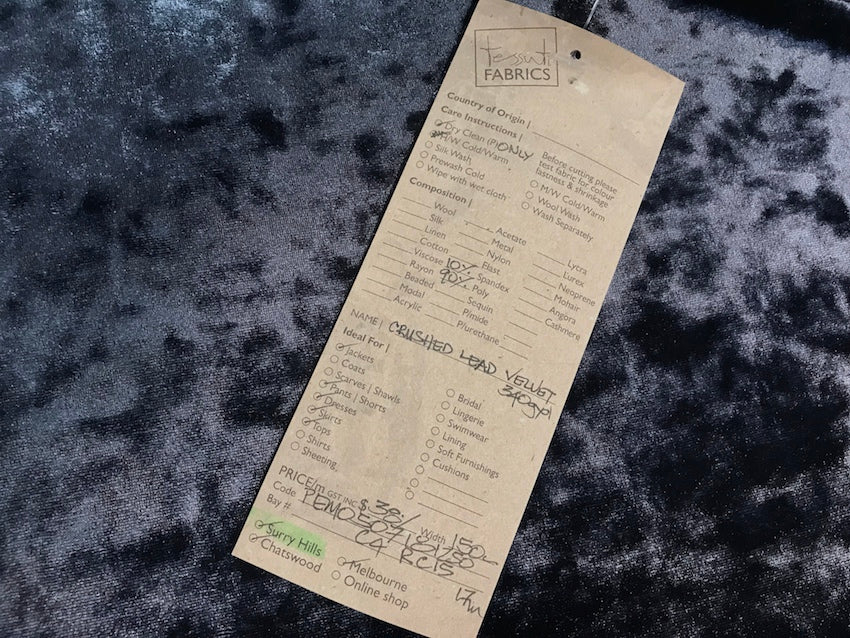 Tessuti
FABRICS
Country of Origin |
Care Instructions |
Dry Clean (P) ONLY
M/W Cold/Warm
Silk Wash
Prewash Cold
Wipe with wet cloth
Before cutting please
test fabric for colour
fastness & shrinkage
M/W Cold/Warm
Wool Wash
Wash Separately
Composition |
Wool
Silk
Linen
Cotton
Viscose
Rayon
Beaded
Modal
Acrylic
Acetate
Metal
Nylon
Elast
10% Spandex
90% Poly
Sequin
Pimide
Plurethane
Lycra
Lurex
Neoprene
Mohair
Angora
Cashmere
NAME | CRUSHED LEAD VELVET
Ideal For |
Jackets
Coats
Scarves | Shawls
Pants | Shorts
Dresses
Skirts
Tops
Shirts
Sheeting
Bridal
Lingerie
Swimwear
Lining
Soft Furnishings
Cushions
PRICE/m GST INC $ 38/ Width 150
Code
Bay #
Surry Hills
Chatswood
Melbourne
Online shop